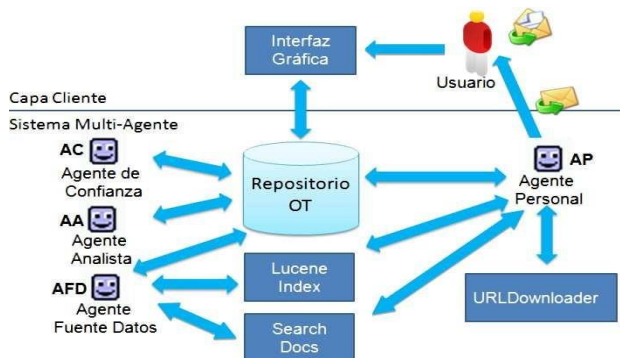 Interfaz
Gráfica
Usuario
Capa Cliente
Sistema Multi-Agente
AC
Agente de
Confianza
AA
Agente
Analista
AFD
Agente
Fuente Datos
Repositorio
OT
Lucene
Index
Search
Docs
AP
Agente
Personal
URLDownloader